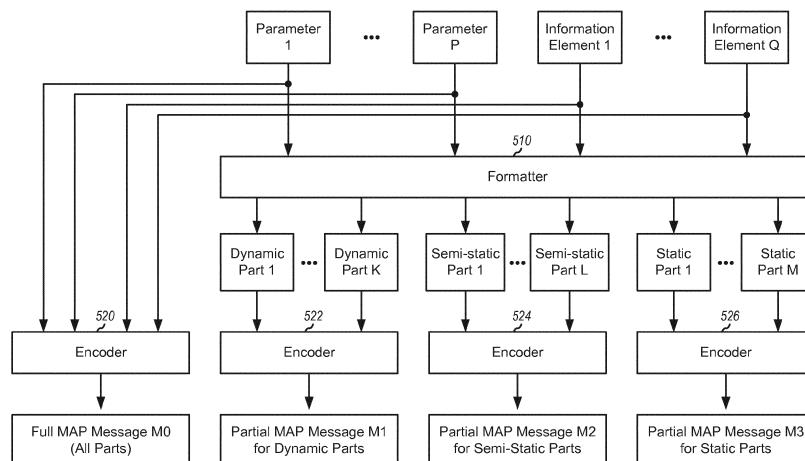 Parameter
1
•••
Parameter
P
Information
Element 1
•••
Information
Element Q
510
Formatter
Dynamic
Part 1
•••
Dynamic
Part K
Semi-static
Part 1
•••
Semi-static
Part L
Static
Part 1
•••
Static
Part M
520
Encoder
522
Encoder
524
Encoder
526
Encoder
Full MAP Message M0
(All Parts)
Partial MAP Message M1
for Dynamic Parts
Partial MAP Message M2
for Semi-Static Parts
Partial MAP Message M3
for Static Parts